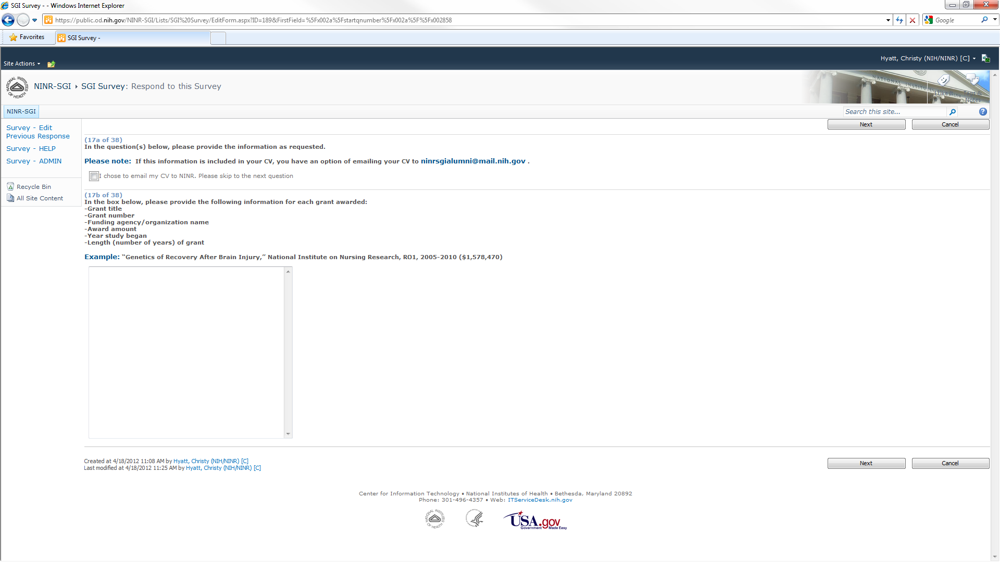 SGI Survey - - Windows Internet Explorer
https://public.od.nih.gov/NINR-SGI/Lists/SGI%20Survey/EditForm.aspx?ID=189&FirstField=%5Fx002a%5Fstartqnumber%5Fx002a%5F%5Fx002858
Google
Favorites
SGI Survey -
Site Actions
Hyatt, Christy (NIH/NINR) [C]
NATIONAL INSTITUTES OF HEALTH
NINR-SGI SGI Survey: Respond to this Survey
NINR-SGI
Search this site...
Survey - Edit
Previous Response
Survey - HELP
Survey - ADMIN
Recycle Bin
All Site Content
Next Cancel
(17a of 38)
In the question(s) below, please provide the information as requested.
Please note: If this information is included in your CV, you have an option of emailing your CV to ninrsgialumni@mail.nih.gov .
I chose to email my CV to NINR. Please skip to the next question
(17b of 38)
In the box below, please provide the following information for each grant awarded:
-Grant title
-Grant number
-Funding agency/organization name
-Award amount
-Year study began
-Length (number of years) of grant
Example: “Genetics of Recovery After Brain Injury,” National Institute on Nursing Research, RO1, 2005-2010 ($1,578,470)
Created at 4/18/2012 11:08 AM by Hyatt, Christy (NIH/NINR) [C]
Last modified at 4/18/2012 11:25 AM by Hyatt, Christy (NIH/NINR) [C]
Next Cancel
Center for Information Technology • National Institutes of Health • Bethesda, Maryland 20892
Phone: 301-496-4357 • Web: ITServiceDesk.nih.gov
NATIONAL INSTITUTES OF HEALTH
USA.gov
Government Made Easy